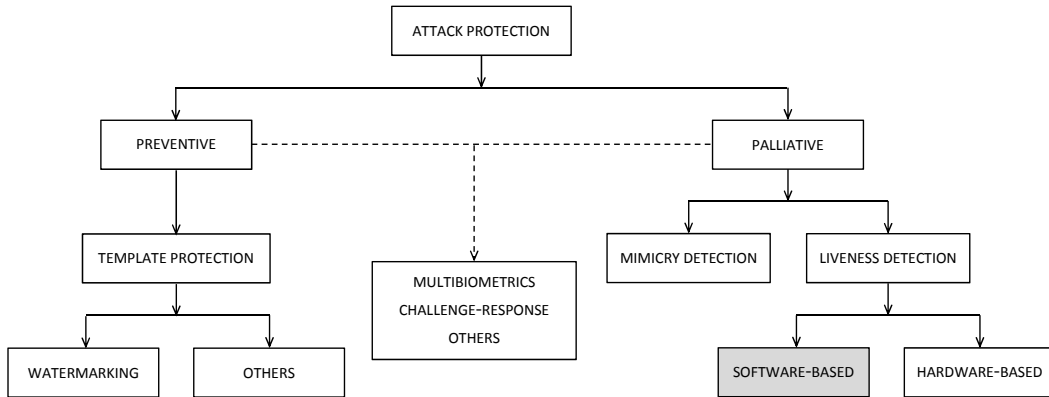 ATTACK PROTECTION
PREVENTIVE
PALLIATIVE
TEMPLATE PROTECTION
MULTIBIOMETRICS
CHALLENGE-RESPONSE
OTHERS
MIMICRY DETECTION
LIVENESS DETECTION
WATERMARKING
OTHERS
SOFTWARE-BASED
HARDWARE-BASED